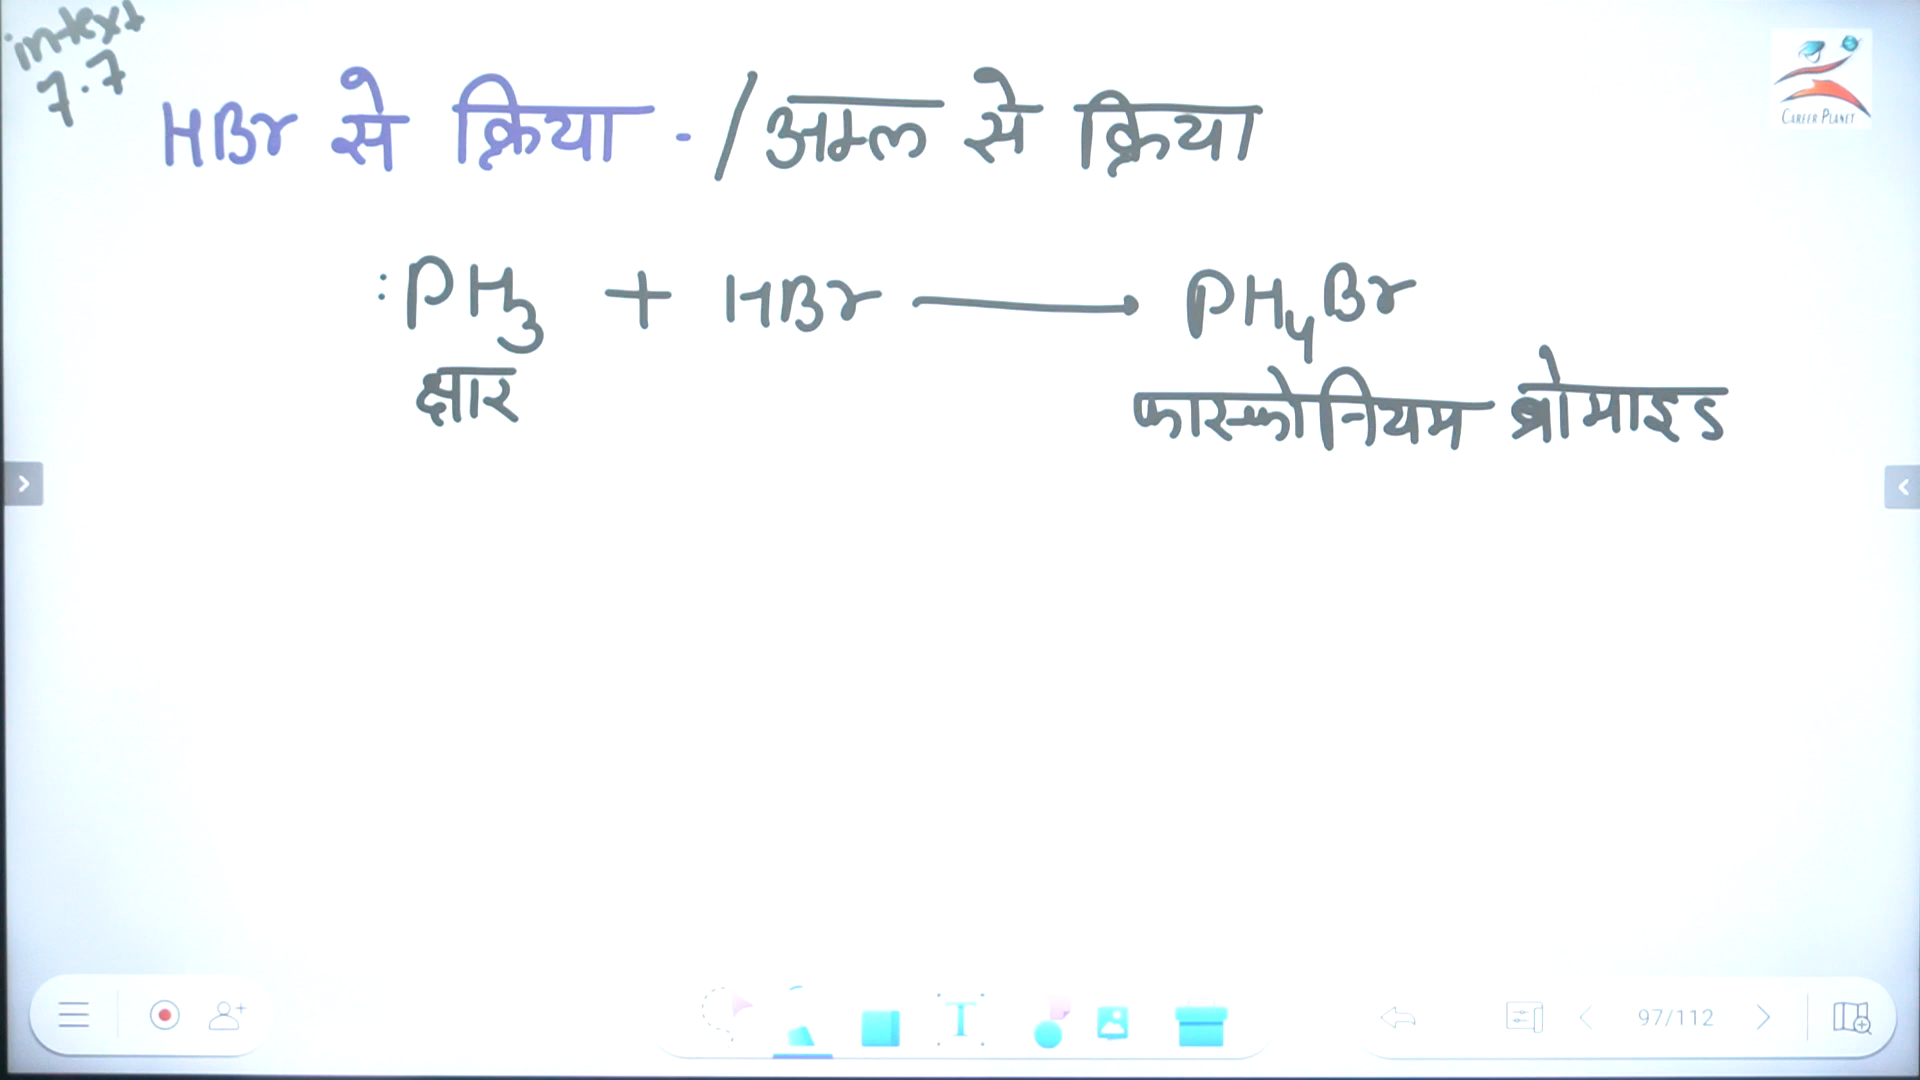 intext
7.7
HBr से क्रिया - / अम्ल से क्रिया
CAREER PLANET
:PH3 + HBr → PH4Br
क्षार
फास्फोनियम ब्रोमाइड
97/112